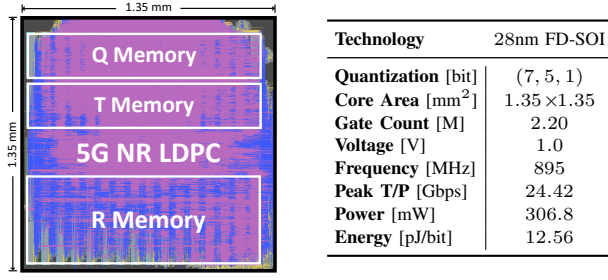 1.35 mm
1.35 mm
Q Memory
T Memory
5G NR LDPC
R Memory
Technology 28nm FD-SOI
Quantization [bit] (7, 5, 1)
Core Area [mm²] 1.35×1.35
Gate Count [M] 2.20
Voltage [V] 1.0
Frequency [MHz] 895
Peak T/P [Gbps] 24.42
Power [mW] 306.8
Energy [pJ/bit] 12.56